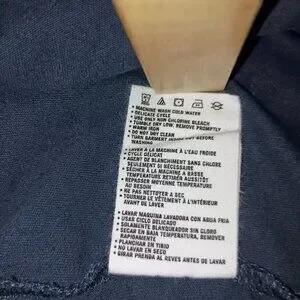 • MACHINE WASH COLD WATER
• DELICATE CYCLE
• USE ONLY NON CHLORINE BLEACH
• TUMBLE DRY LOW, REMOVE PROMPTLY
• WARM IRON
• DO NOT DRY CLEAN
• TURN GARMENT INSIDE OUT BEFORE
WASHING
• LAVER À LA MACHINE À L'EAU FROIDE
• CYCLE DÉLICAT
• AGENT DE BLANCHIMENT SANS CHLORE
SEULEMENT SI NÉCESSAIRE
• SÉCHER À LA MACHINE A BASSE
TEMPÉRATURE RETIRER AUSSITÔT
• REPASSER MOYENNE TEMPÉRATURE
AU BESOIN
• NE PAS NETTOYER A SEC
• TOURNER LE VÊTEMENT À L'INTÉRIEUR
AVANT DE LAVER
• LAVAR MAQUINA LAVADORA CON AGUA FRIA
• USAR CICLO DELICADO
• SOLAMENTE BLANQUEADOR SIN CLORO
• SECAR EN BAJA TEMPERATURA, REMOVER
PROMTAMENTE
• PLANCHAR EN TIBIO
• NO SECAR EN SECO
• GIRAR PRENDA AL REVES ANTES DE LAVAR